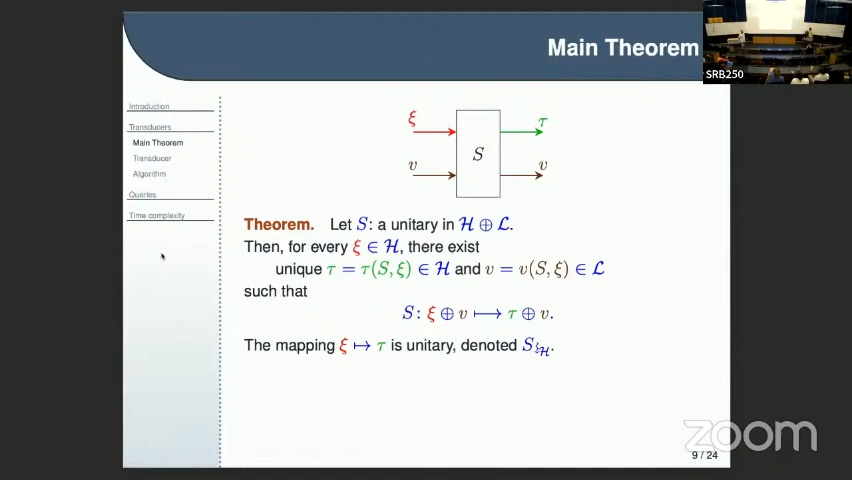 Main Theorem
SRB250
Introduction
Transducers
Main Theorem
Transducer
Algorithm
Queries
Time complexity
ξ τ
S
v v
Theorem. Let S: a unitary in ℋ ⊕ ℒ.
Then, for every ξ ∈ ℋ, there exist
unique τ = τ(S, ξ) ∈ ℋ and v = v(S, ξ) ∈ ℒ
such that
S: ξ ⊕ v ⟼ τ ⊕ v.
The mapping ξ ↦ τ is unitary, denoted S↓ℋ.
zoom
9 / 24